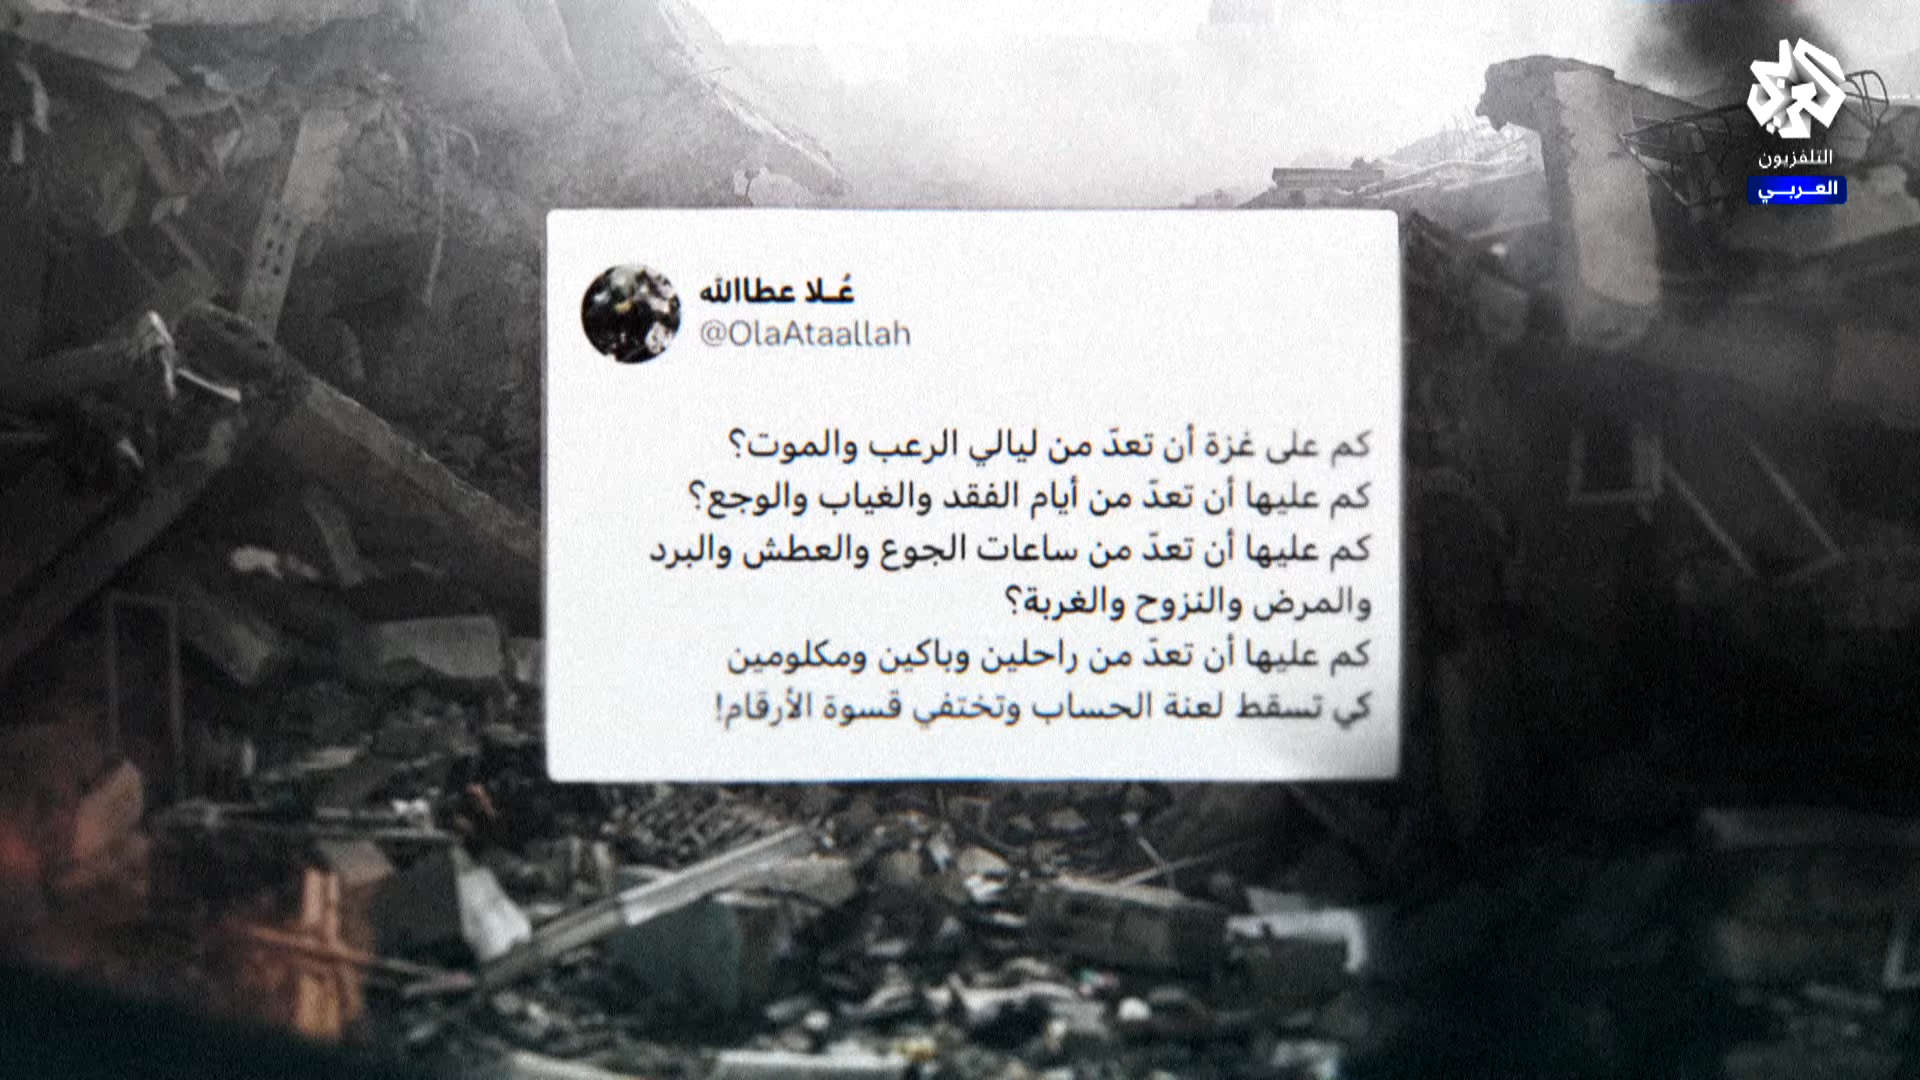 التلفزيون
العربي
عُـلا عطاالله
@OlaAtaallah
كم على غزة أن تعدّ من ليالي الرعب والموت؟
كم عليها أن تعدّ من أيام الفقد والغياب والوجع؟
كم عليها أن تعدّ من ساعات الجوع والعطش والبرد
والمرض والنزوح والغربة؟
كم عليها أن تعدّ من راحلين وباكين ومكلومين
كي تسقط لعنة الحساب وتختفي قسوة الأرقام!